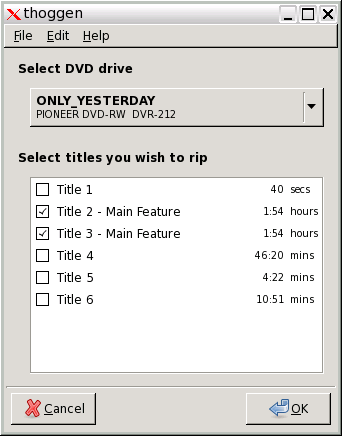 thoggen
File Edit Help
Select DVD drive
ONLY_YESTERDAY
PIONEER DVD-RW DVR-212
Select titles you wish to rip
Title 1 40 secs
Title 2 - Main Feature 1:54 hours
Title 3 - Main Feature 1:54 hours
Title 4 46:20 mins
Title 5 4:22 mins
Title 6 10:51 mins
Cancel OK